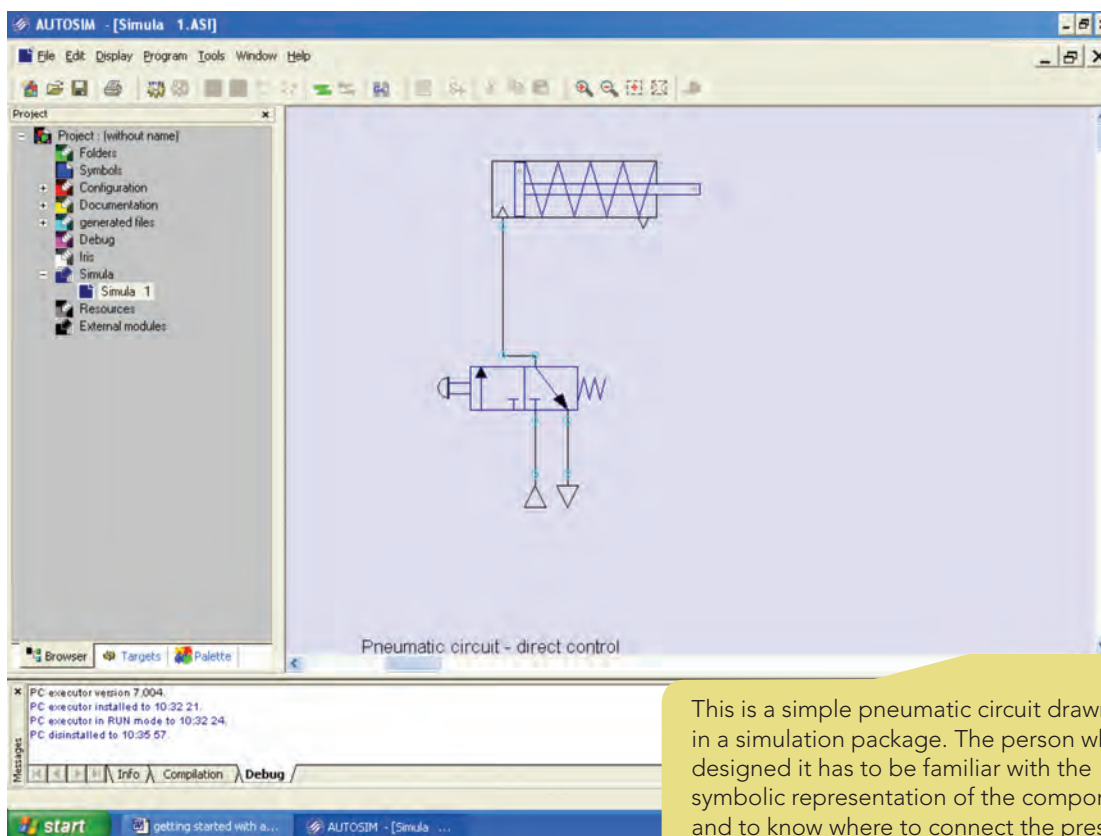 AUTOSIM - [Simula 1.ASI]
File Edit Display Program Tools Window Help
Project
Project : (without name)
Folders
Symbols
Configuration
Documentation
generated files
Debug
Iris
Simula
Simula 1
Resources
External modules
Browser Targets Palette
Pneumatic circuit - direct control
PC executor version 7,004.
PC executor installed to 10:32 21.
PC executor in RUN mode to 10:32 24.
PC disinstalled to 10:35 57.
Messages
Info Compilation Debug
start getting started with a... AUTOSIM - [Simula ...
This is a simple pneumatic circuit draw
in a simulation package. The person w
designed it has to be familiar with the
symbolic representation of the compo
and to know where to connect the pres